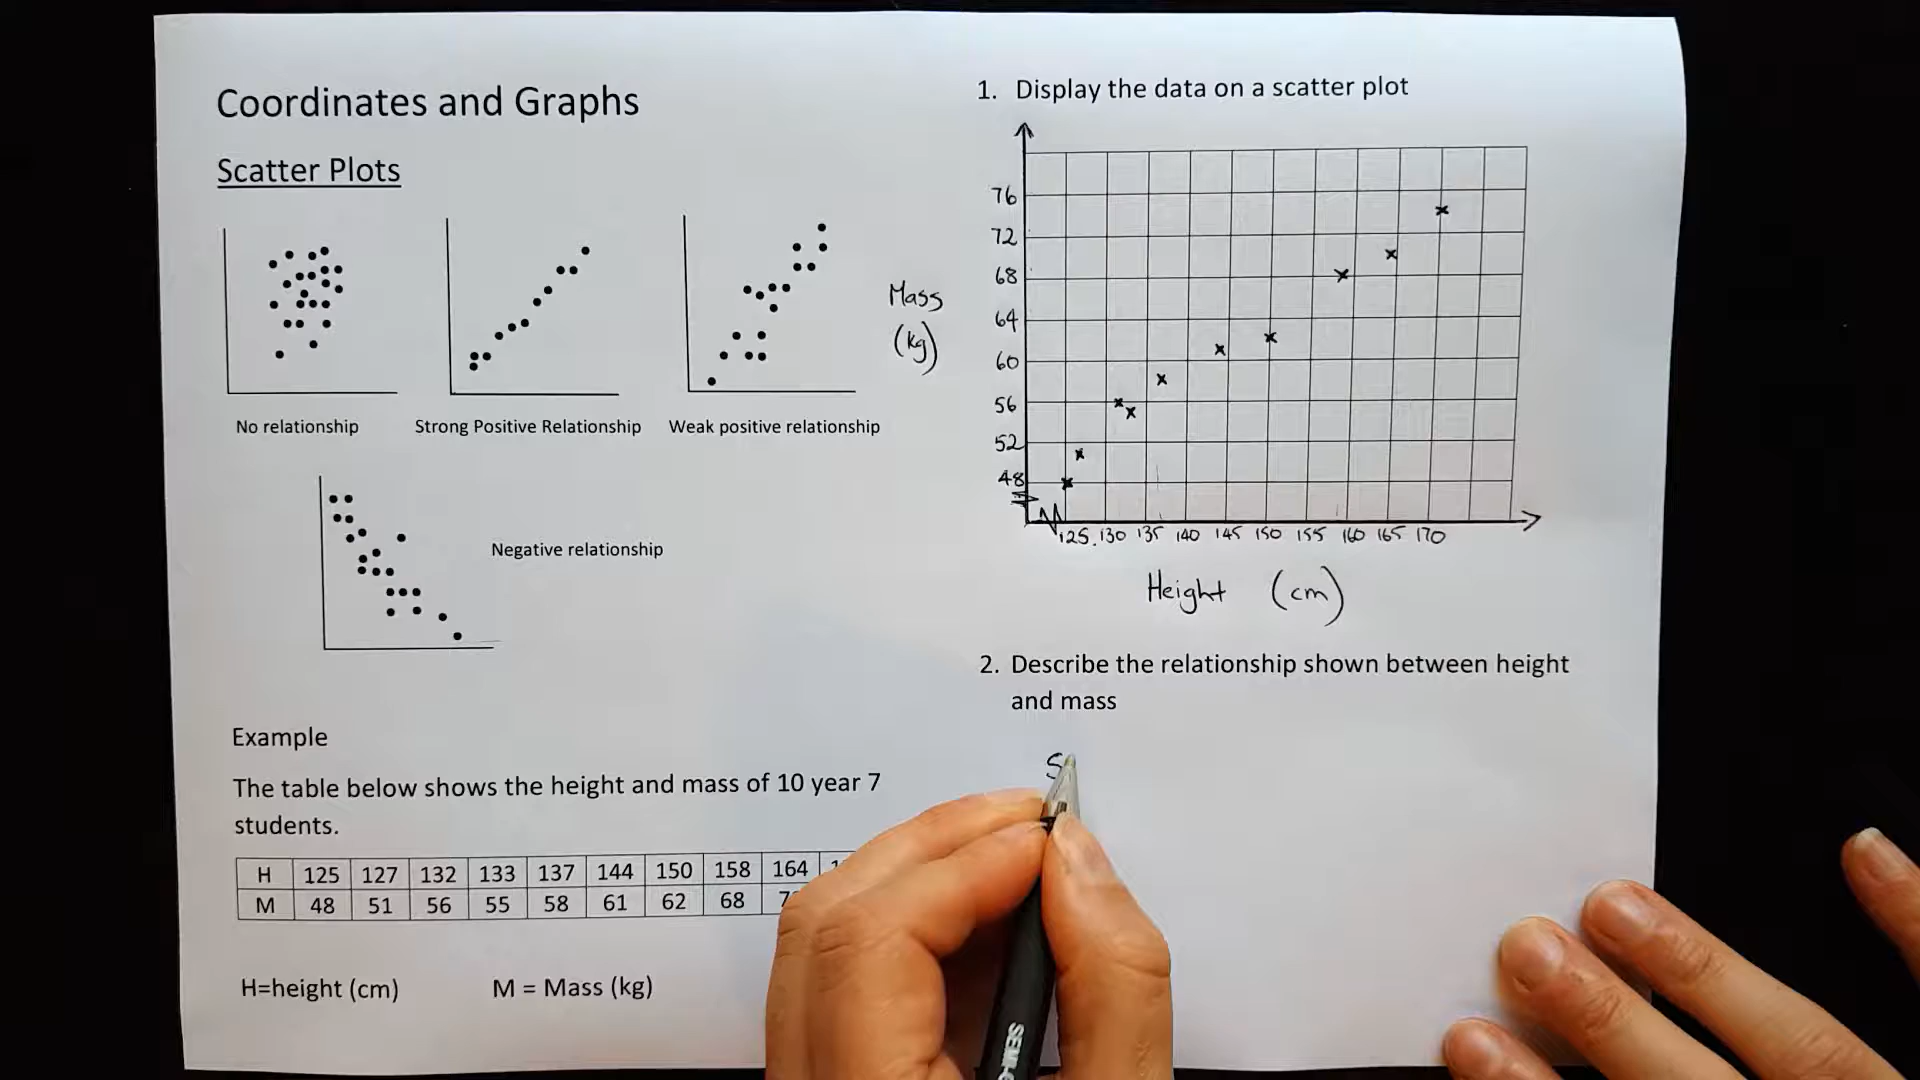 Coordinates and Graphs
Scatter Plots
No relationship
Strong Positive Relationship
Weak positive relationship
Negative relationship
Example
The table below shows the height and mass of 10 year 7
students.
H 125 127 132 133 137 144 150 158 164
M 48 51 56 55 58 61 62 68
H=height (cm) M = Mass (kg)
1. Display the data on a scatter plot
Mass
(kg)
76
72
68
64
60
56
52
48
125 130 135 140 145 150 155 160 165 170
Height (cm)
2. Describe the relationship shown between height
and mass
S